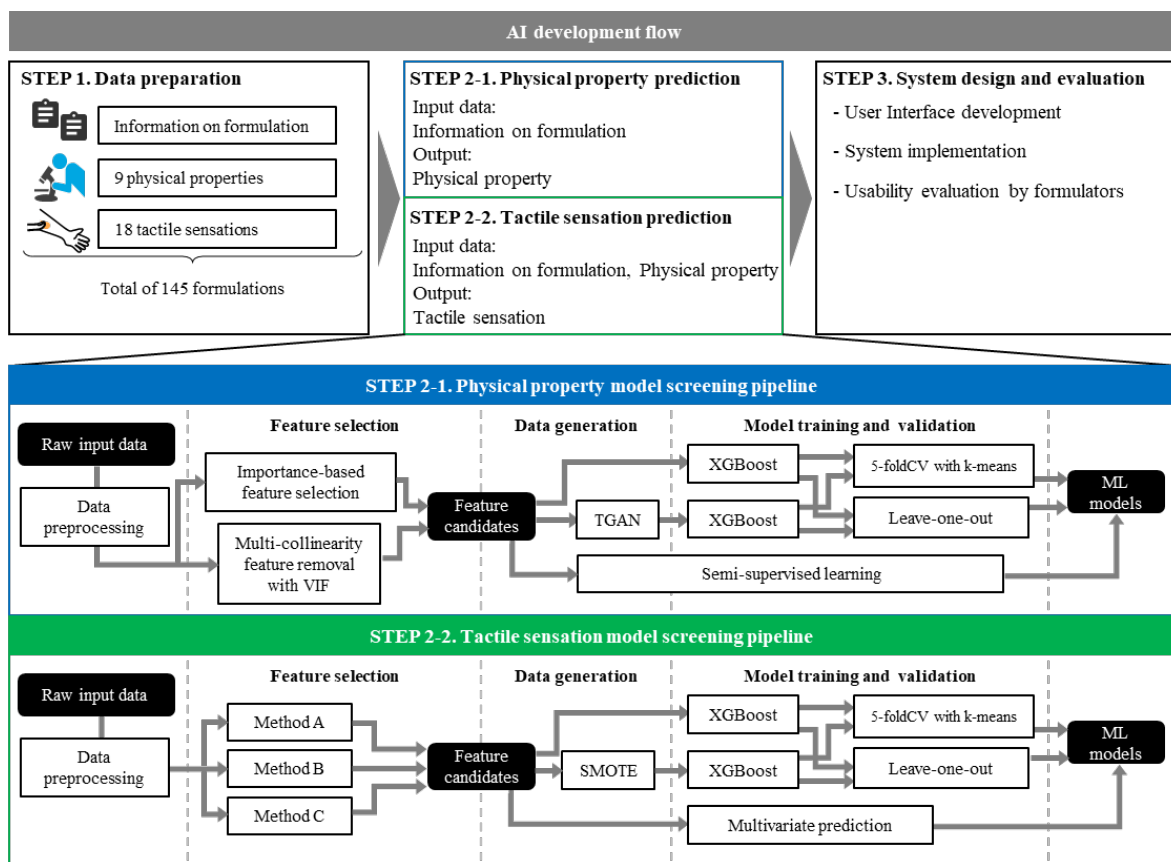 AI development flow
STEP 1. Data preparation
Information on formulation
9 physical properties
18 tactile sensations
Total of 145 formulations
STEP 2-1. Physical property prediction
Input data:
Information on formulation
Output:
Physical property
STEP 2-2. Tactile sensation prediction
Input data:
Information on formulation, Physical property
Output:
Tactile sensation
STEP 3. System design and evaluation
- User Interface development
- System implementation
- Usability evaluation by formulators
STEP 2-1. Physical property model screening pipeline
Feature selection
Data generation
Model training and validation
Raw input data
Data
preprocessing
Importance-based
feature selection
Multi-collinearity
feature removal
with VIF
Feature
candidates
TGAN
XGBoost
XGBoost
5-foldCV with k-means
Leave-one-out
Semi-supervised learning
ML
models
STEP 2-2. Tactile sensation model screening pipeline
Feature selection
Data generation
Model training and validation
Raw input data
Data
preprocessing
Method A
Method B
Method C
Feature
candidates
SMOTE
XGBoost
XGBoost
5-foldCV with k-means
Leave-one-out
Multivariate prediction
ML
models